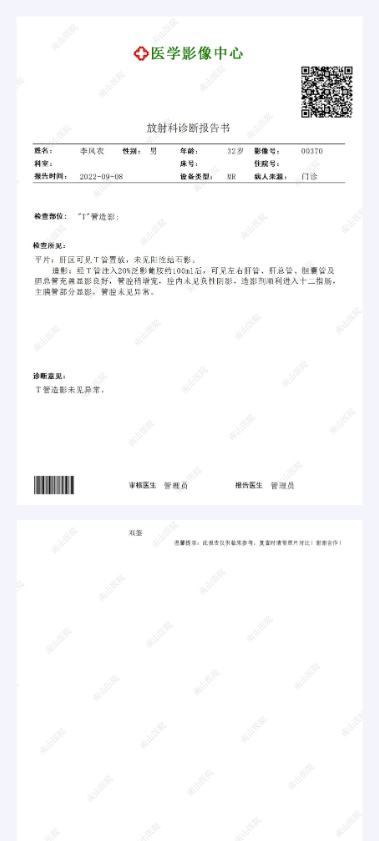 医学影像中心
放射科诊断报告书
姓名： 李风衣 性别： 男 年龄： 32岁 影像号： 00370
科室： 床号： 住院号：
报告时间： 2022-09-08 设备类型： MR 病人来源： 门诊
检查部位： "T"管造影;
检查所见：
平片：肝区可见T管置放，未见阳性结石影。
造影：经T管注入20%泛影葡胺约100ml后，可见左右肝管、肝总管、胆囊管及
胆总管充盈显影良好，管腔稍增宽，腔内未见负性阴影，造影剂顺利进入十二指肠，
主胰管部分显影，管腔未见异常。
诊断意见：
T管造影未见异常。
审核医生 管理员 报告医生 管理员
双签
温馨提示：此报表仅供临床参考，复查时请带照片对比！谢谢合作！
南山医院